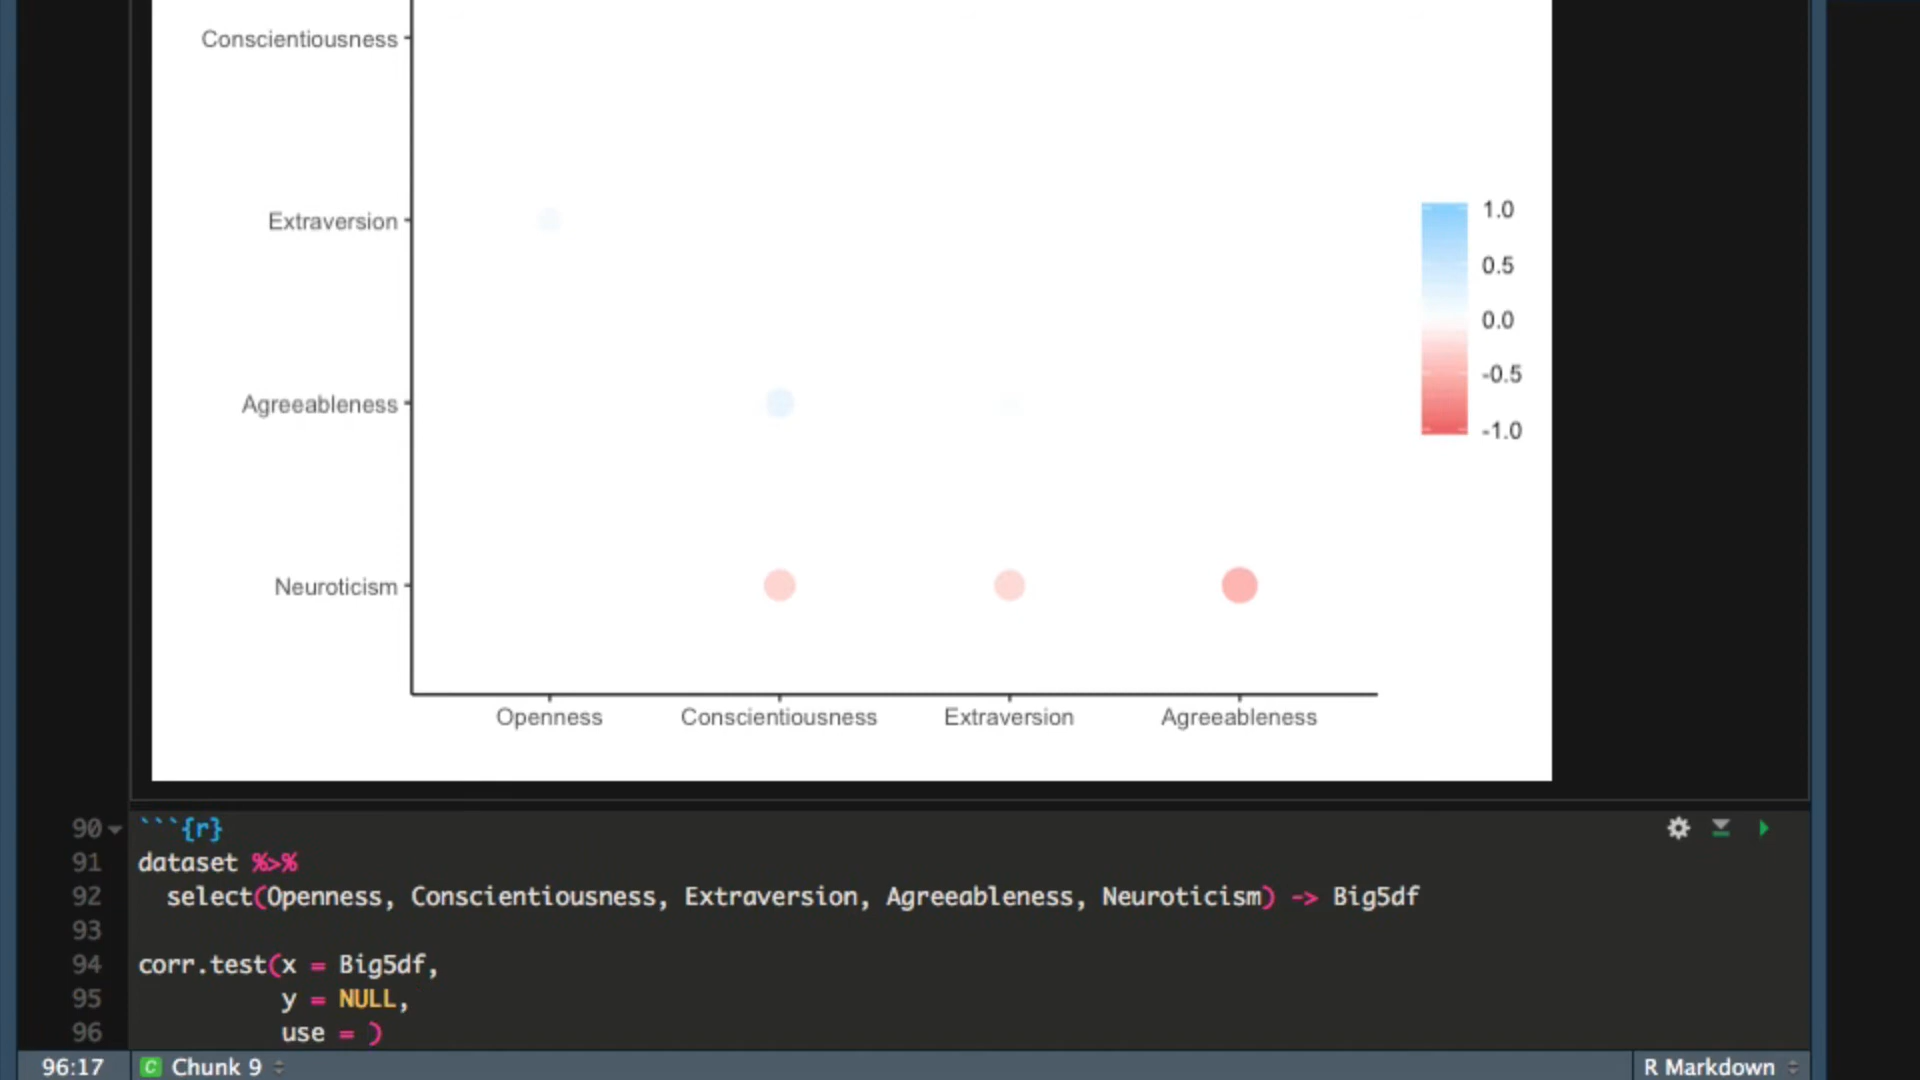 Conscientiousness
Extraversion
Agreeableness
Neuroticism
1.0
0.5
0.0
-0.5
-1.0
Openness Conscientiousness Extraversion Agreeableness
90 ```{r}
91 dataset %>%
92 select(Openness, Conscientiousness, Extraversion, Agreeableness, Neuroticism) -> Big5df
93
94 corr.test(x = Big5df,
95 y = NULL,
96 use = )
96:17 C Chunk 9 R Markdown